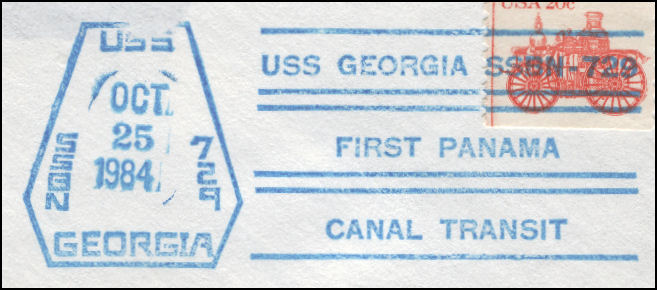 USS
OCT
25
1984
SSBN
729
GEORGIA
USA 20c
USS GEORGIA SSBN-729
FIRST PANAMA
CANAL TRANSIT